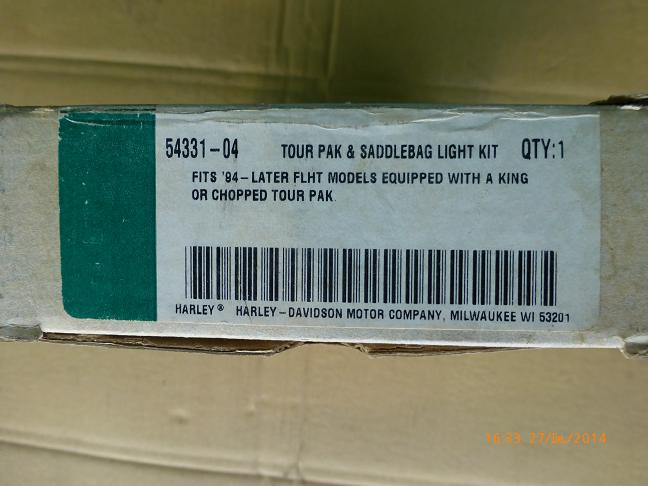 54331-04 TOUR PAK & SADDLEBAG LIGHT KIT QTY:1
FITS '94-LATER FLHT MODELS EQUIPPED WITH A KING
OR CHOPPED TOUR PAK.
HARLEY® HARLEY-DAVIDSON MOTOR COMPANY, MILWAUKEE WI 53201